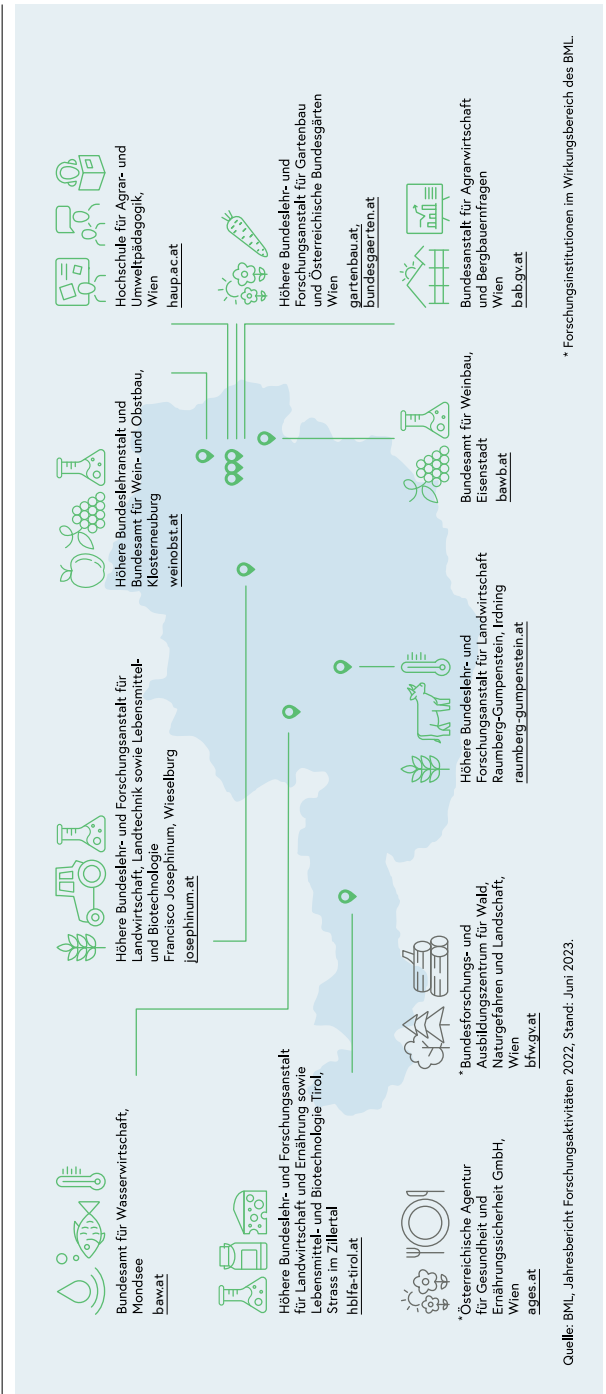 Bundesamt für Wasserwirtschaft,
Mondsee
baw.at
Höhere Bundeslehr- und Forschungsanstalt für
Landwirtschaft, Landtechnik sowie Lebensmittel-
und Biotechnologie
Francisco Josephinum, Wieselburg
josephinum.at
Höhere Bundeslehranstalt und
Bundesamt für Wein- und Obstbau,
Klosterneuburg
weinobst.at
Hochschule für Agrar- und
Umweltpädagogik,
Wien
haup.ac.at
Höhere Bundeslehr- und Forschungsanstalt
für Landwirtschaft und Ernährung sowie
Lebensmittel- und Biotechnologie Tirol,
Strass im Zillertal
hblfa-tirol.at
Höhere Bundeslehr- und
Forschungsanstalt für Gartenbau
und Österreichische Bundesgärten
Wien
gartenbau.at,
bundesgaerten.at
*Österreichische Agentur
für Gesundheit und
Ernährungssicherheit GmbH,
Wien
ages.at
*Bundesforschungs- und
Ausbildungszentrum für Wald,
Naturgefahren und Landschaft,
Wien
bfw.gv.at
Höhere Bundeslehr- und
Forschungsanstalt für Landwirtschaft
Raumberg-Gumpenstein, Irdning
raumberg-gumpenstein.at
Bundesamt für Weinbau,
Eisenstadt
bawb.at
Bundesanstalt für Agrarwirtschaft
und Bergbauernfragen
Wien
bab.gv.at
Quelle: BML, Jahresbericht Forschungsaktivitäten 2022, Stand: Juni 2023.
* Forschungsinstitutionen im Wirkungsbereich des BML.